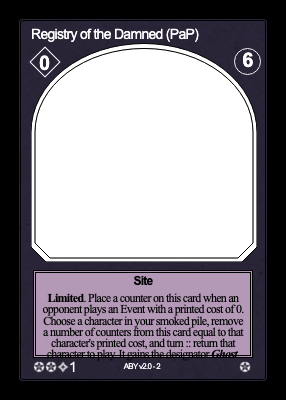 Registry of the Damned (PaP)
0
6
Site
Limited. Place a counter on this card when an
opponent plays an Event with a printed cost of 0.
Choose a character in your smoked pile, remove
a number of counters from this card equal to that
character's printed cost, and turn :: return that
character to play. It gains the designator Ghost.
1
ABY v2.0 - 2